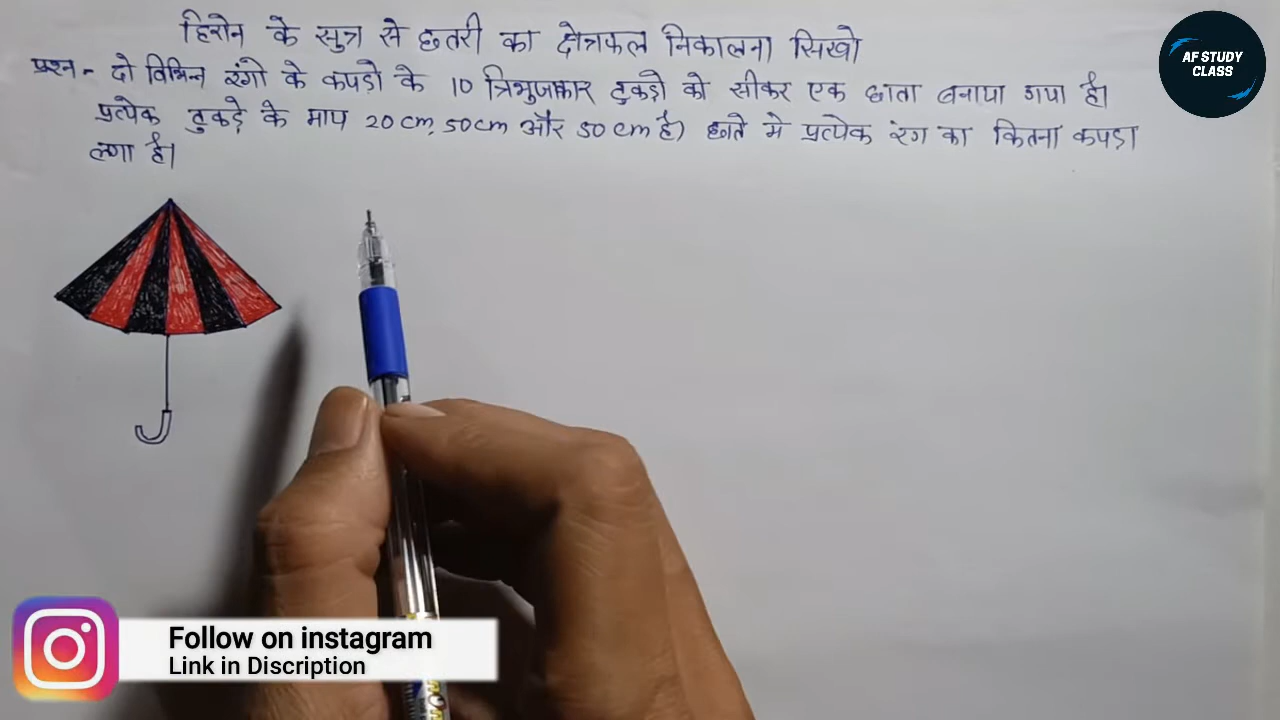 हिरोन के सुत्र से छतरी का क्षेत्रफल निकालना सिखो
प्रश्न - दो विभिन्न रंगो के कपडो के 10 त्रिभुजाकार टुकड़ो को सीकर एक छाता बनाया गया है।
प्रत्येक टुकड़े के माप 20 cm, 50 cm और 50 cm है) छाते मे प्रत्येक रंग का कितना कपड़ा
लगा है।
AF STUDY
CLASS
Follow on instagram
Link in Discription